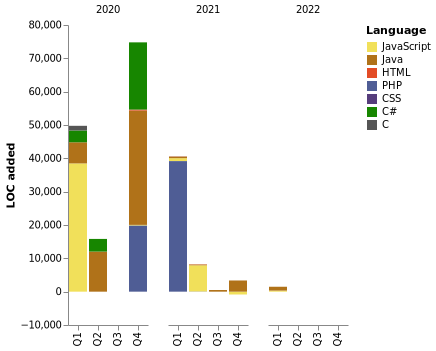 2020 2021 2022
LOC added
80,000
70,000
60,000
50,000
40,000
30,000
20,000
10,000
0
−10,000
Q1 Q2 Q3 Q4 Q1 Q2 Q3 Q4 Q1 Q2 Q3 Q4
Language
JavaScript
Java
HTML
PHP
CSS
C#
C